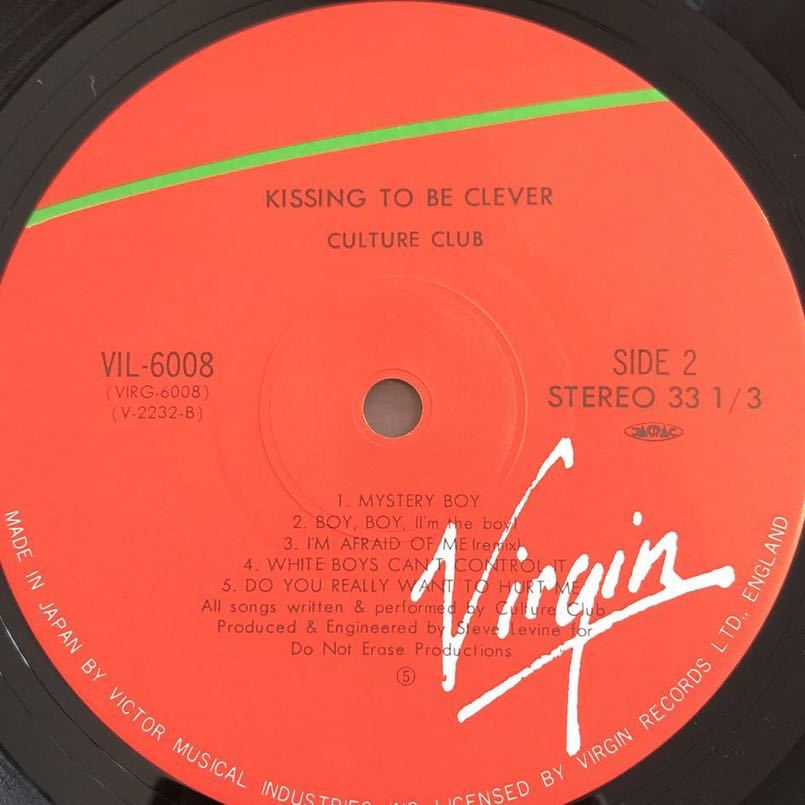 KISSING TO BE CLEVER
CULTURE CLUB
VIL-6008
(VIRG-6008)
(V-2232-B)
SIDE 2
STEREO 33 1/3
JASRAC
1. MYSTERY BOY
2. BOY, BOY, (I'm the boy)
3. I'M AFRAID OF ME (remix)
4. WHITE BOYS CAN'T CONTROL IT
5. DO YOU REALLY WANT TO HURT ME
All songs written & performed by Culture Club
Produced & Engineered by Steve Levine for
Do Not Erase Productions
⑤
Virgin
MADE IN JAPAN BY VICTOR MUSICAL INDUSTRIES INC. LICENSED BY VIRGIN RECORDS LTD., ENGLAND